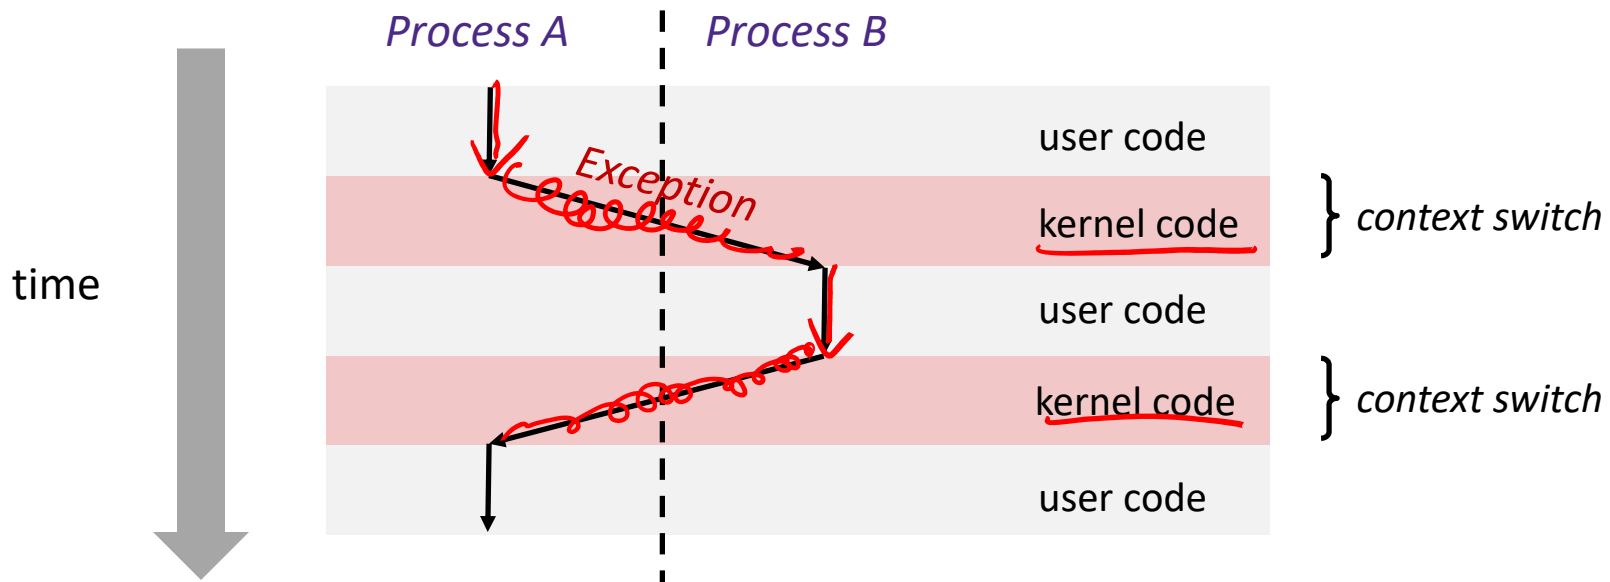 Process A
Process B
user code
Exception
kernel code
context switch
time
user code
kernel code
context switch
user code